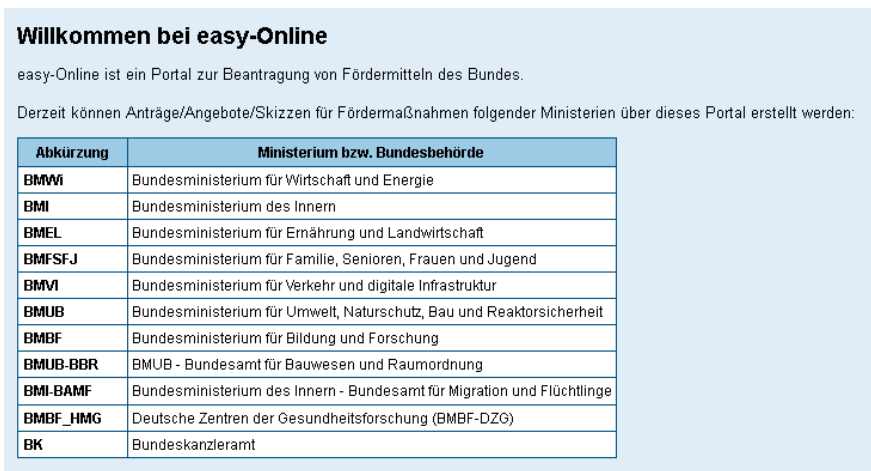 Willkommen bei easy-Online
easy-Online ist ein Portal zur Beantragung von Fördermitteln des Bundes.
Derzeit können Anträge/Angebote/Skizzen für Fördermaßnahmen folgender Ministerien über dieses Portal erstellt werden:
Abkürzung Ministerium bzw. Bundesbehörde
BMWi Bundesministerium für Wirtschaft und Energie
BMI Bundesministerium des Innern
BMEL Bundesministerium für Ernährung und Landwirtschaft
BMFSFJ Bundesministerium für Familie, Senioren, Frauen und Jugend
BMVI Bundesministerium für Verkehr und digitale Infrastruktur
BMUB Bundesministerium für Umwelt, Naturschutz, Bau und Reaktorsicherheit
BMBF Bundesministerium für Bildung und Forschung
BMUB-BBR BMUB - Bundesamt für Bauwesen und Raumordnung
BMI-BAMF Bundesministerium des Innern - Bundesamt für Migration und Flüchtlinge
BMBF_HMG Deutsche Zentren der Gesundheitsforschung (BMBF-DZG)
BK Bundeskanzleramt